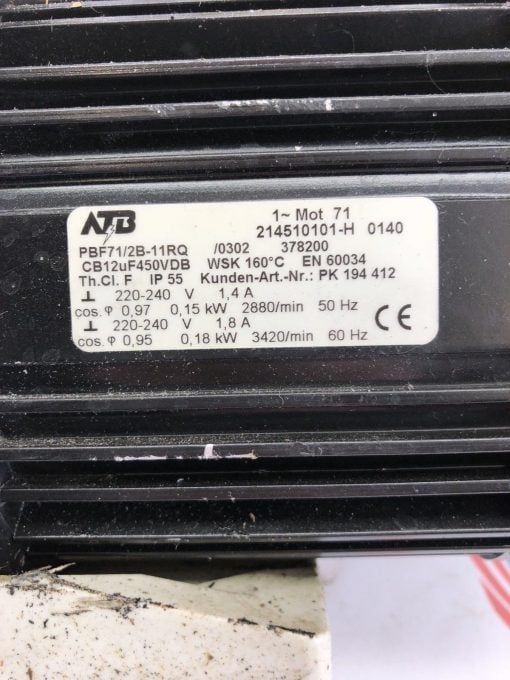 ATB 1~ Mot 71
214510101-H 0140
PBF71/2B-11RQ /0302 378200
CB12uF450VDB WSK 160°C EN 60034
Th.Cl. F IP 55 Kunden-Art.-Nr.: PK 194 412
⊥ 220-240 V 1,4 A
cos. φ 0,97 0,15 kW 2880/min 50 Hz
⊥ 220-240 V 1,8 A
cos. φ 0,95 0,18 kW 3420/min 60 Hz
CE